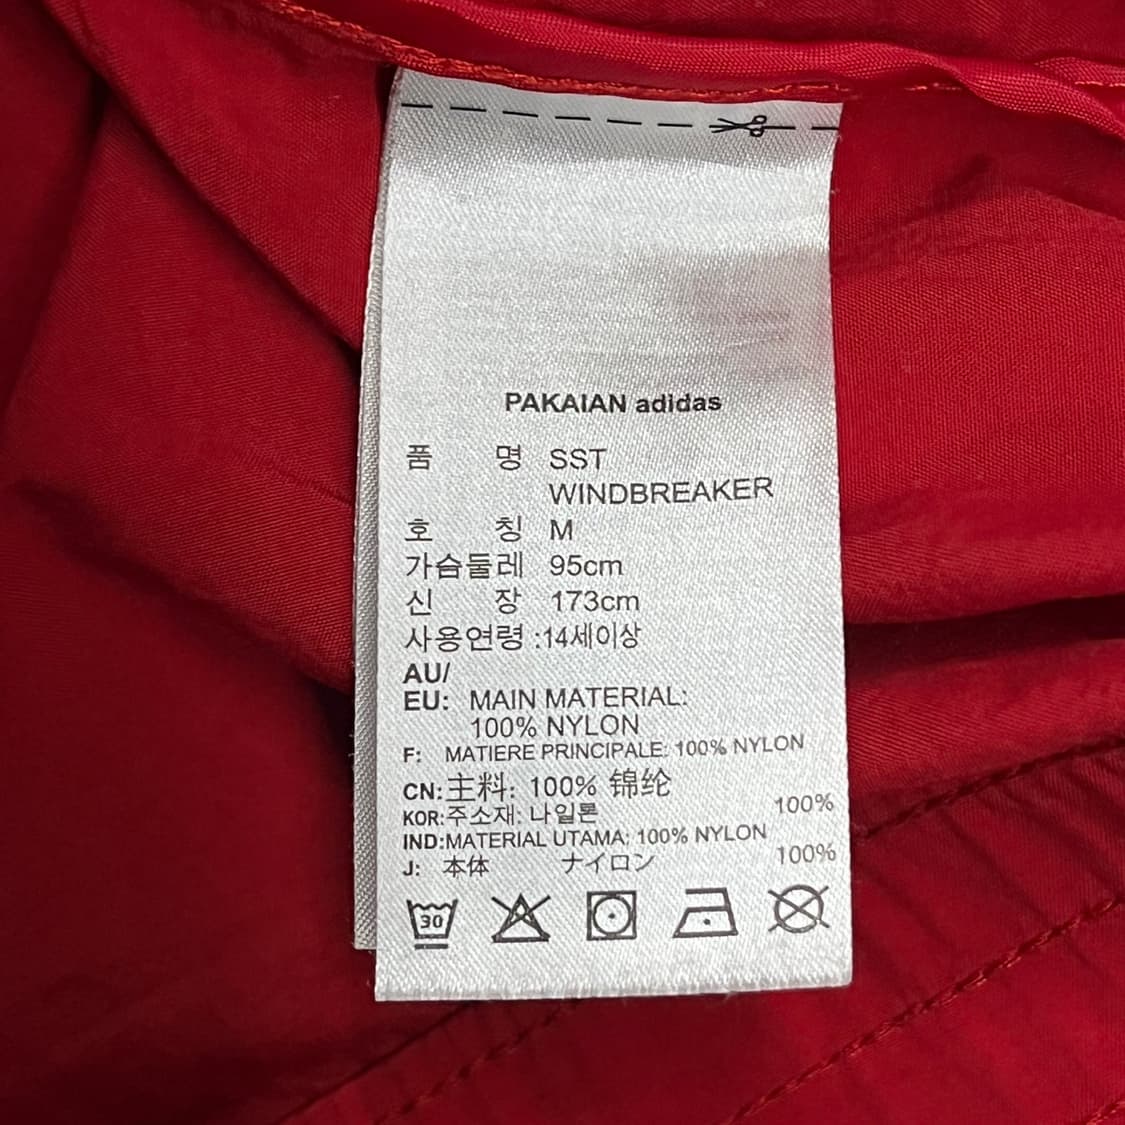 PAKAIAN adidas
품 명 SST
WINDBREAKER
호 칭 M
가슴둘레 95cm
신 장 173cm
사용연령 :14세이상
AU/
EU: MAIN MATERIAL:
100% NYLON
F: MATIERE PRINCIPALE: 100% NYLON
CN:主料: 100% 锦纶
KOR:주소재: 나일론 100%
IND:MATERIAL UTAMA: 100% NYLON
J: 本体 ナイロン 100%
30